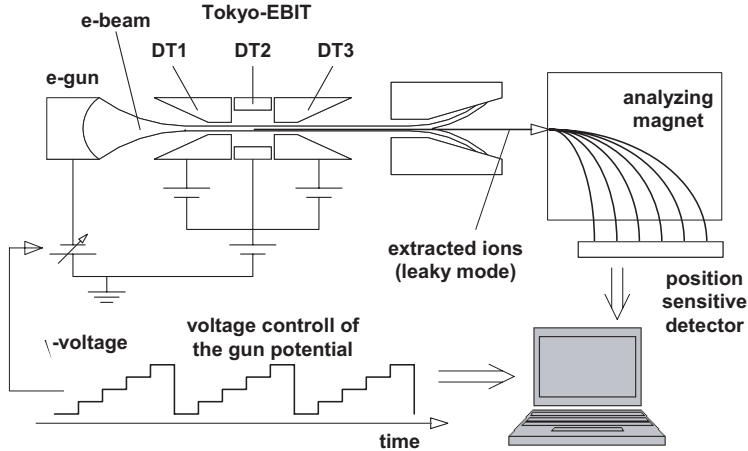 Tokyo-EBIT
e-beam
DT1 DT2 DT3
e-gun
analyzing
magnet
extracted ions
(leaky mode)
position
sensitive
detector
-voltage
voltage controll of
the gun potential
time